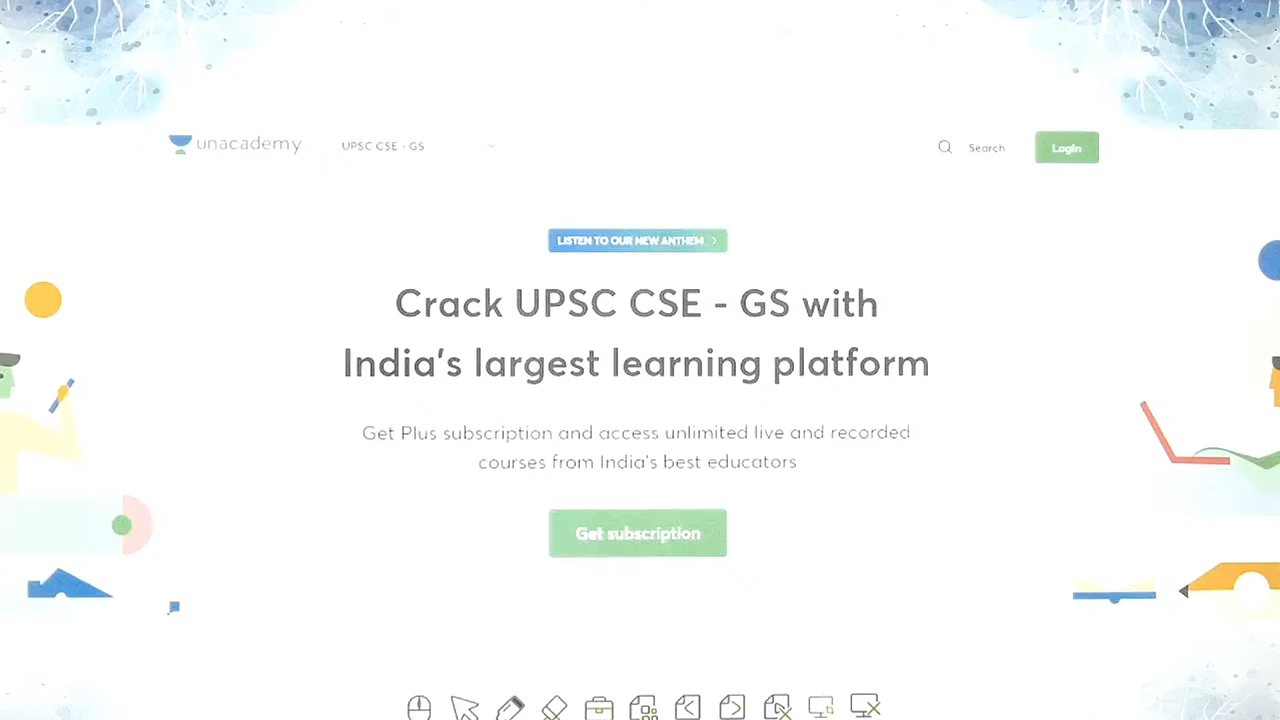 unacademy
UPSC CSE - GS
Search
Login
LISTEN TO OUR NEW ANTHEM
Crack UPSC CSE - GS with
India's largest learning platform
Get Plus subscription and access unlimited live and recorded
courses from India's best educators
Get subscription